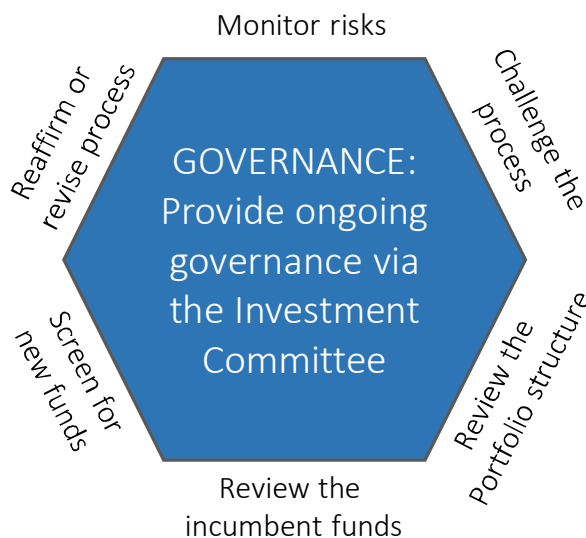 Monitor risks
Challenge the
process
Review the
Portfolio structure
Review the
incumbent funds
Screen for
new funds
Reaffirm or
revise process
GOVERNANCE:
Provide ongoing
governance via
the Investment
Committee